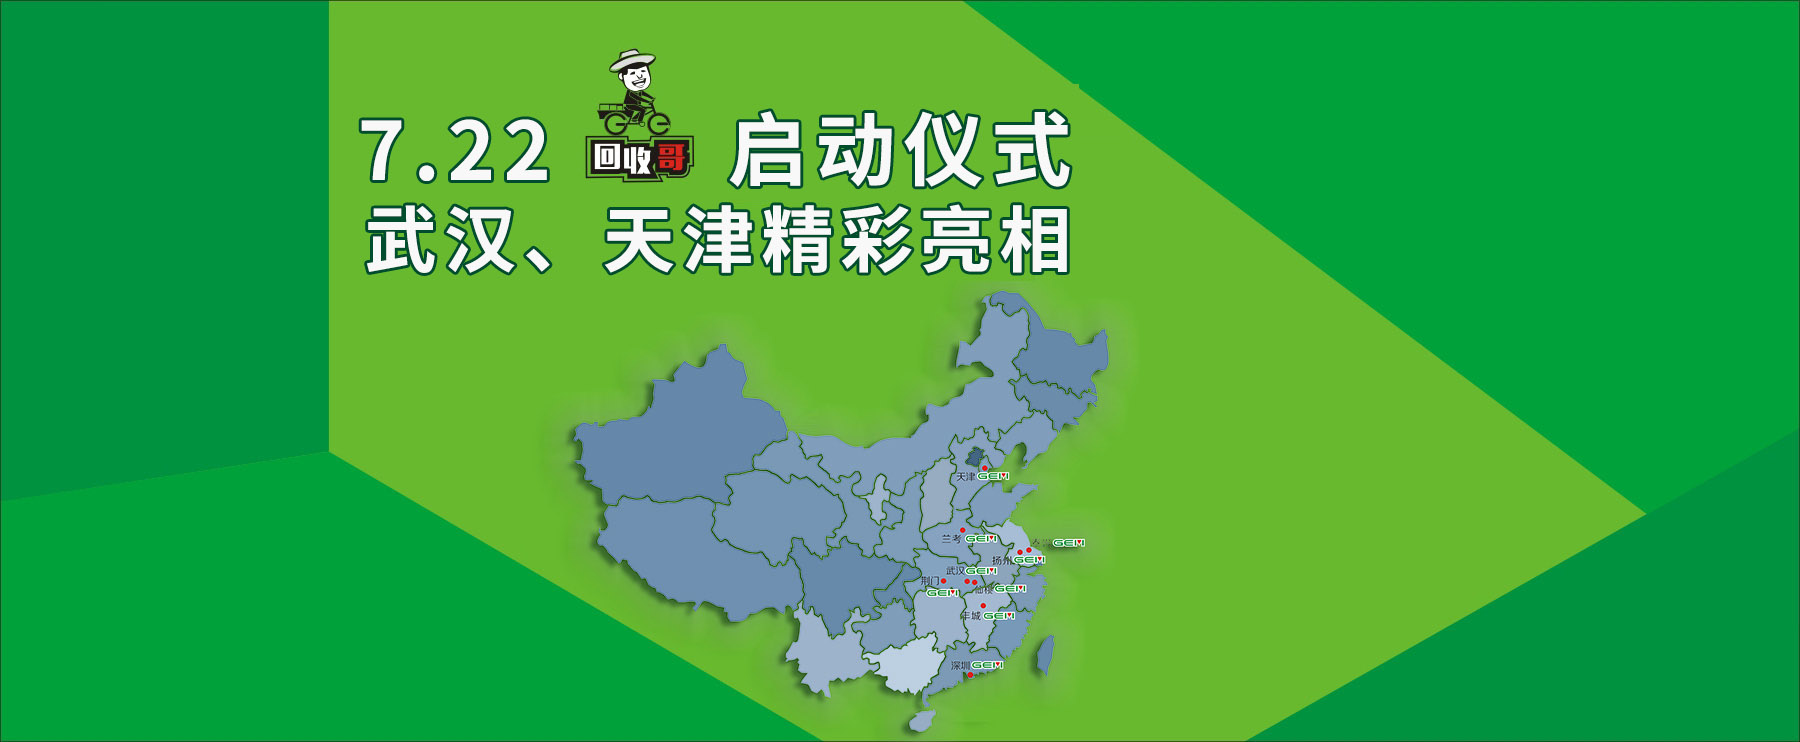 7.22 回收哥 启动仪式
武汉、天津精彩亮相
天津 GEM
兰考 GEM
GEM
扬州 GEM
武汉 GEM
荆门
GEM
仙桃 GEM
丰城 GEM
深圳 GEM